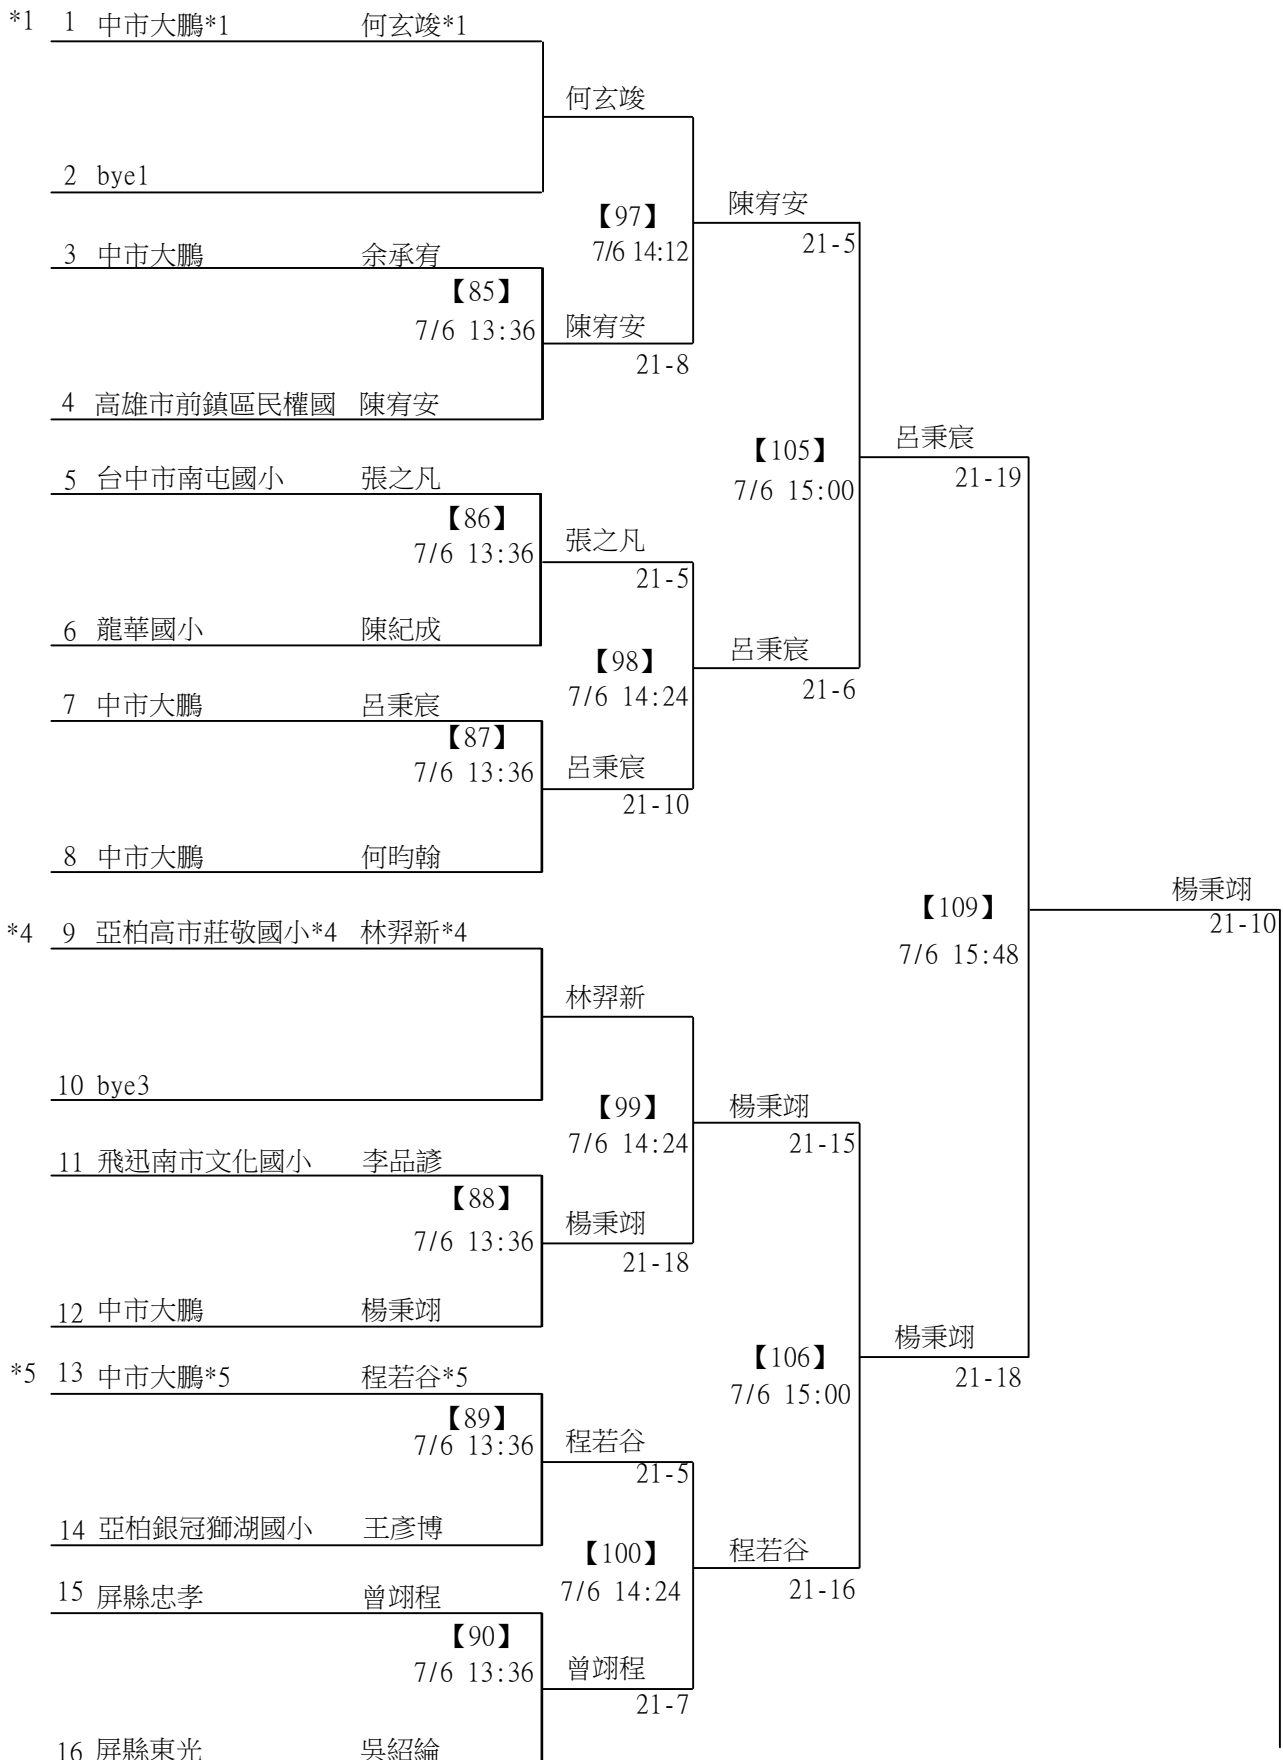 *1 1 中市大鵬*1 何玄竣*1
何玄竣
2 bye1
【97】
7/6 14:12
陳宥安
21-5
3 中市大鵬 余承宥
【85】
7/6 13:36
陳宥安
21-8
4 高雄市前鎮區民權國 陳宥安
【105】
7/6 15:00
呂秉宸
21-19
5 台中市南屯國小 張之凡
【86】
7/6 13:36
張之凡
21-5
6 龍華國小 陳紀成
【98】
7/6 14:24
呂秉宸
21-6
7 中市大鵬 呂秉宸
【87】
7/6 13:36
呂秉宸
21-10
8 中市大鵬 何昀翰
【109】
7/6 15:48
楊秉翊
21-10
*4 9 亞柏高市莊敬國小*4 林羿新*4
林羿新
10 bye3
【99】
7/6 14:24
楊秉翊
21-15
11 飛迅南市文化國小 李品諺
【88】
7/6 13:36
楊秉翊
21-18
12 中市大鵬 楊秉翊
【106】
7/6 15:00
楊秉翊
21-18
*5 13 中市大鵬*5 程若谷*5
【89】
7/6 13:36
程若谷
21-5
14 亞柏銀冠獅湖國小 王彥博
【100】
7/6 14:24
程若谷
21-16
15 屏縣忠孝 曾翊程
【90】
7/6 13:36
曾翊程
21-7
16 屏縣東光 吳紹綸